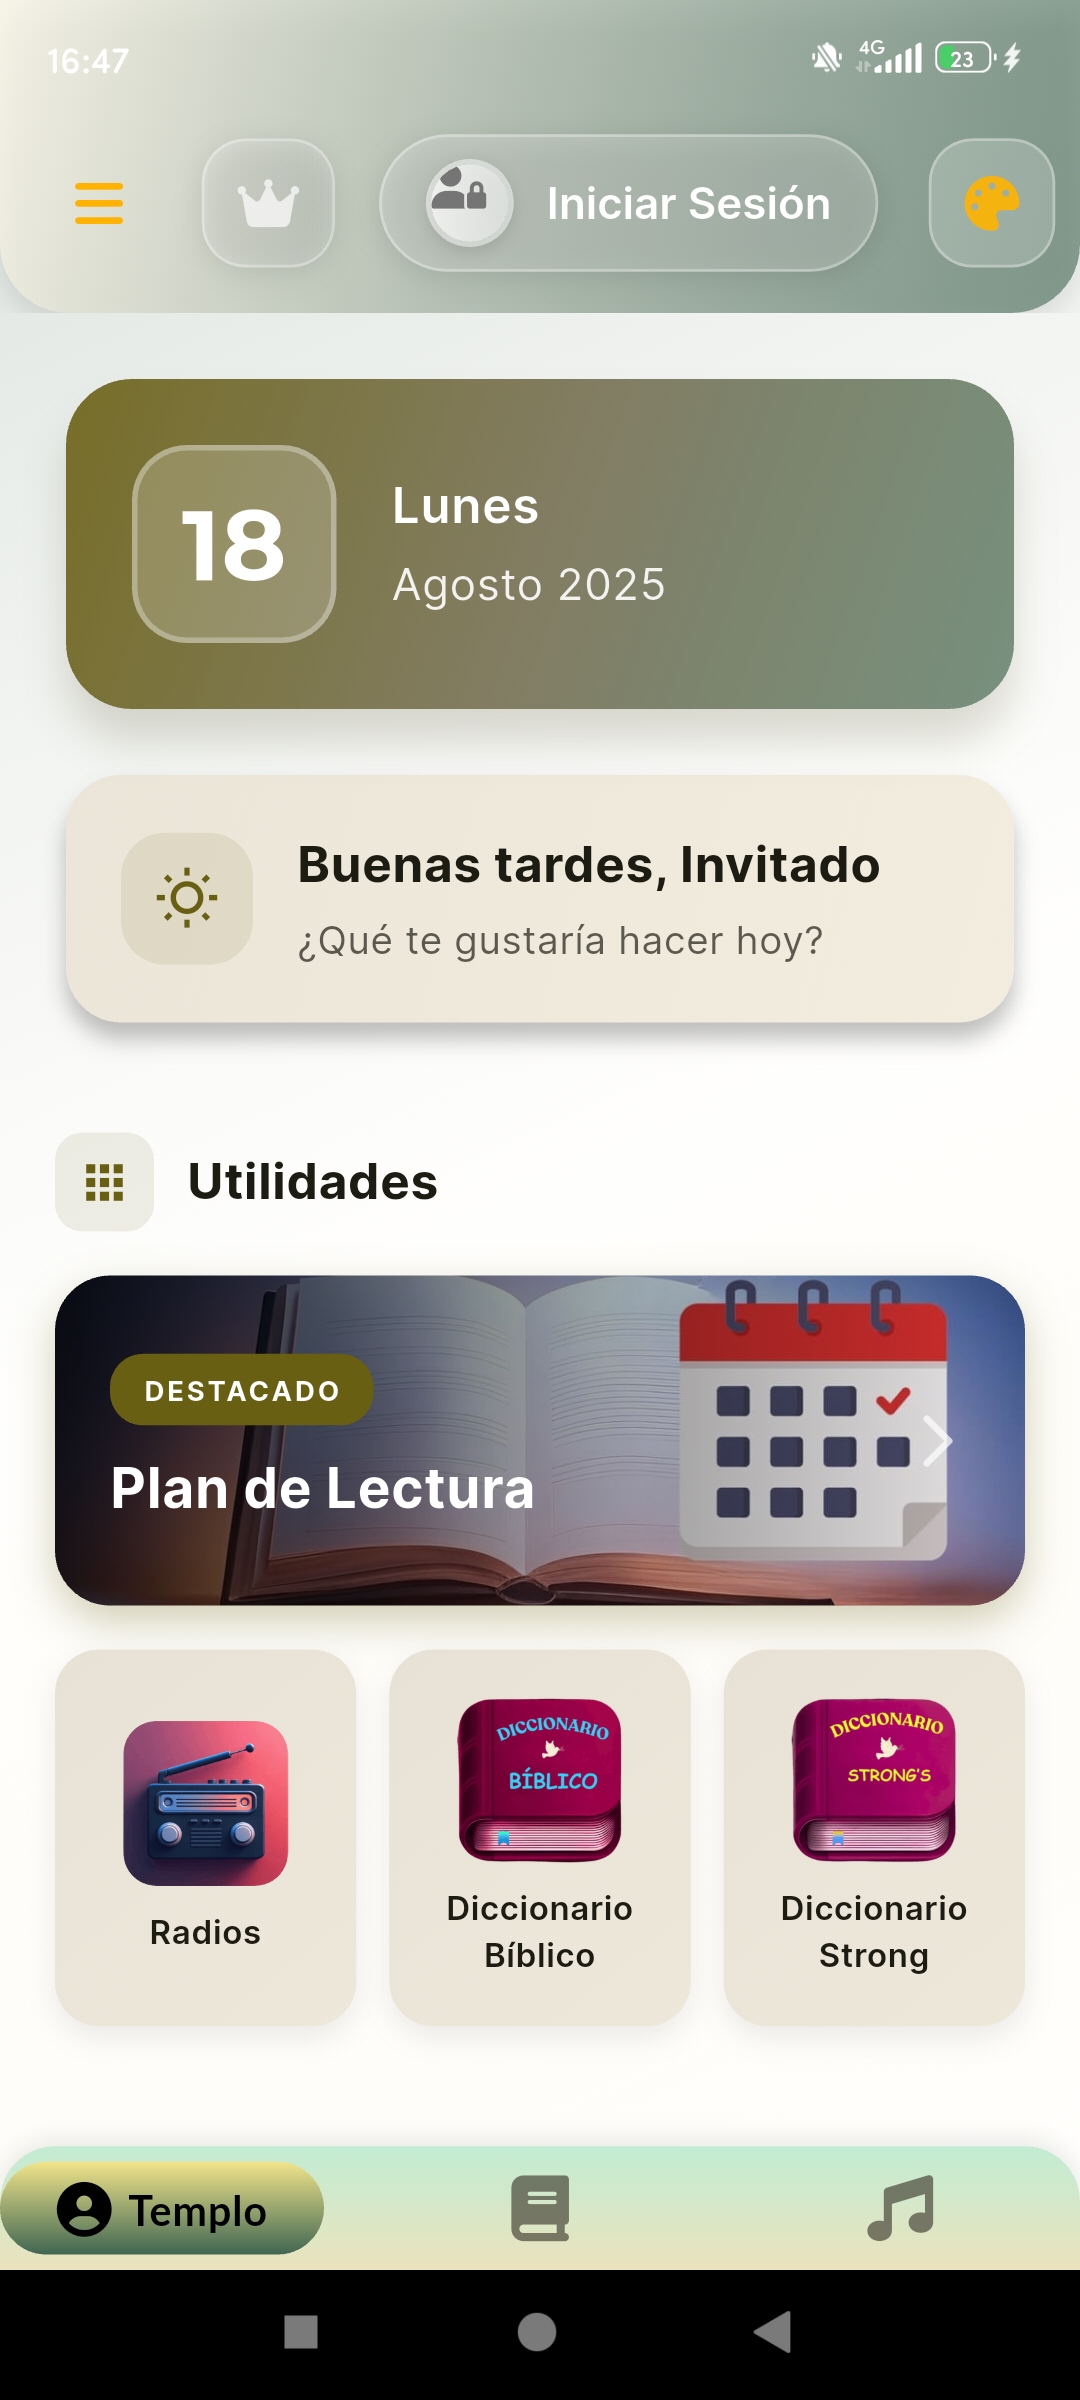 16:47
4G
23
Iniciar Sesión
18
Lunes
Agosto 2025
Buenas tardes, Invitado
¿Qué te gustaría hacer hoy?
Utilidades
DESTACADO
Plan de Lectura
DICCIONARIO
BÍBLICO
DICCIONARIO
STRONG'S
Radios
Diccionario
Bíblico
Diccionario
Strong
Templo